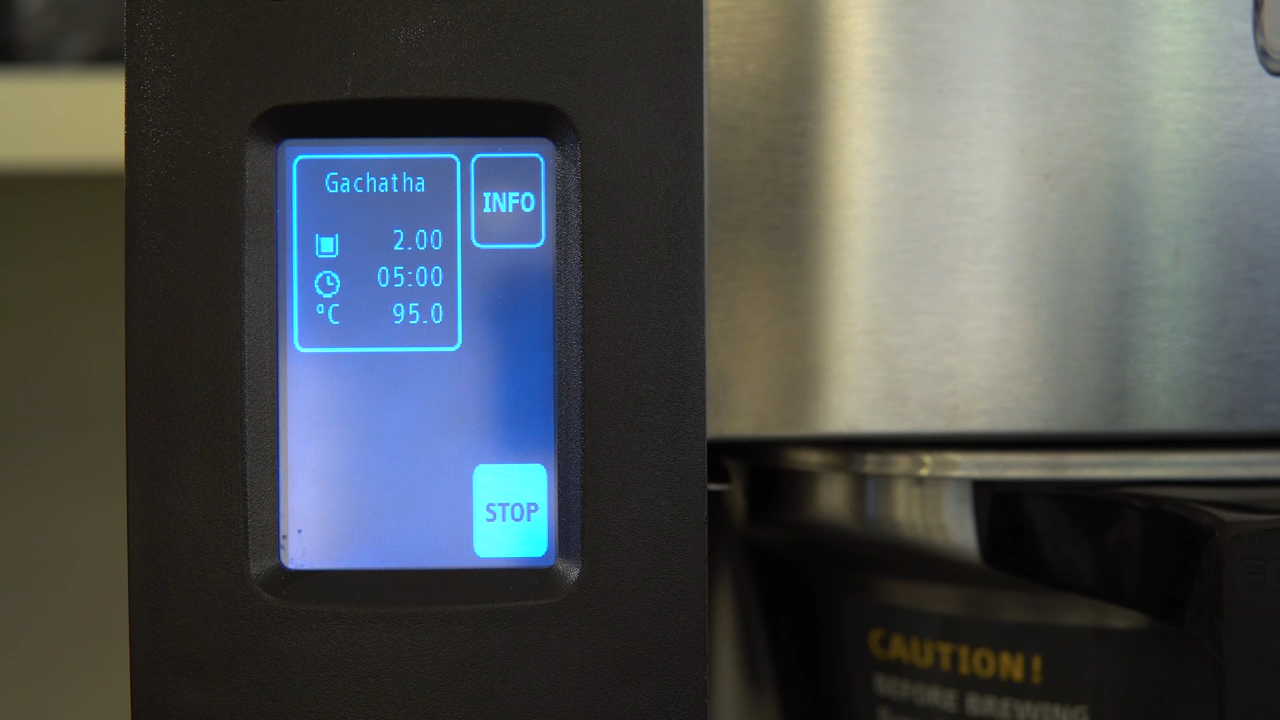 Gachatha
INFO
2.00
05:00
°C 95.0
STOP
CAUTION!
BEFORE BREWING